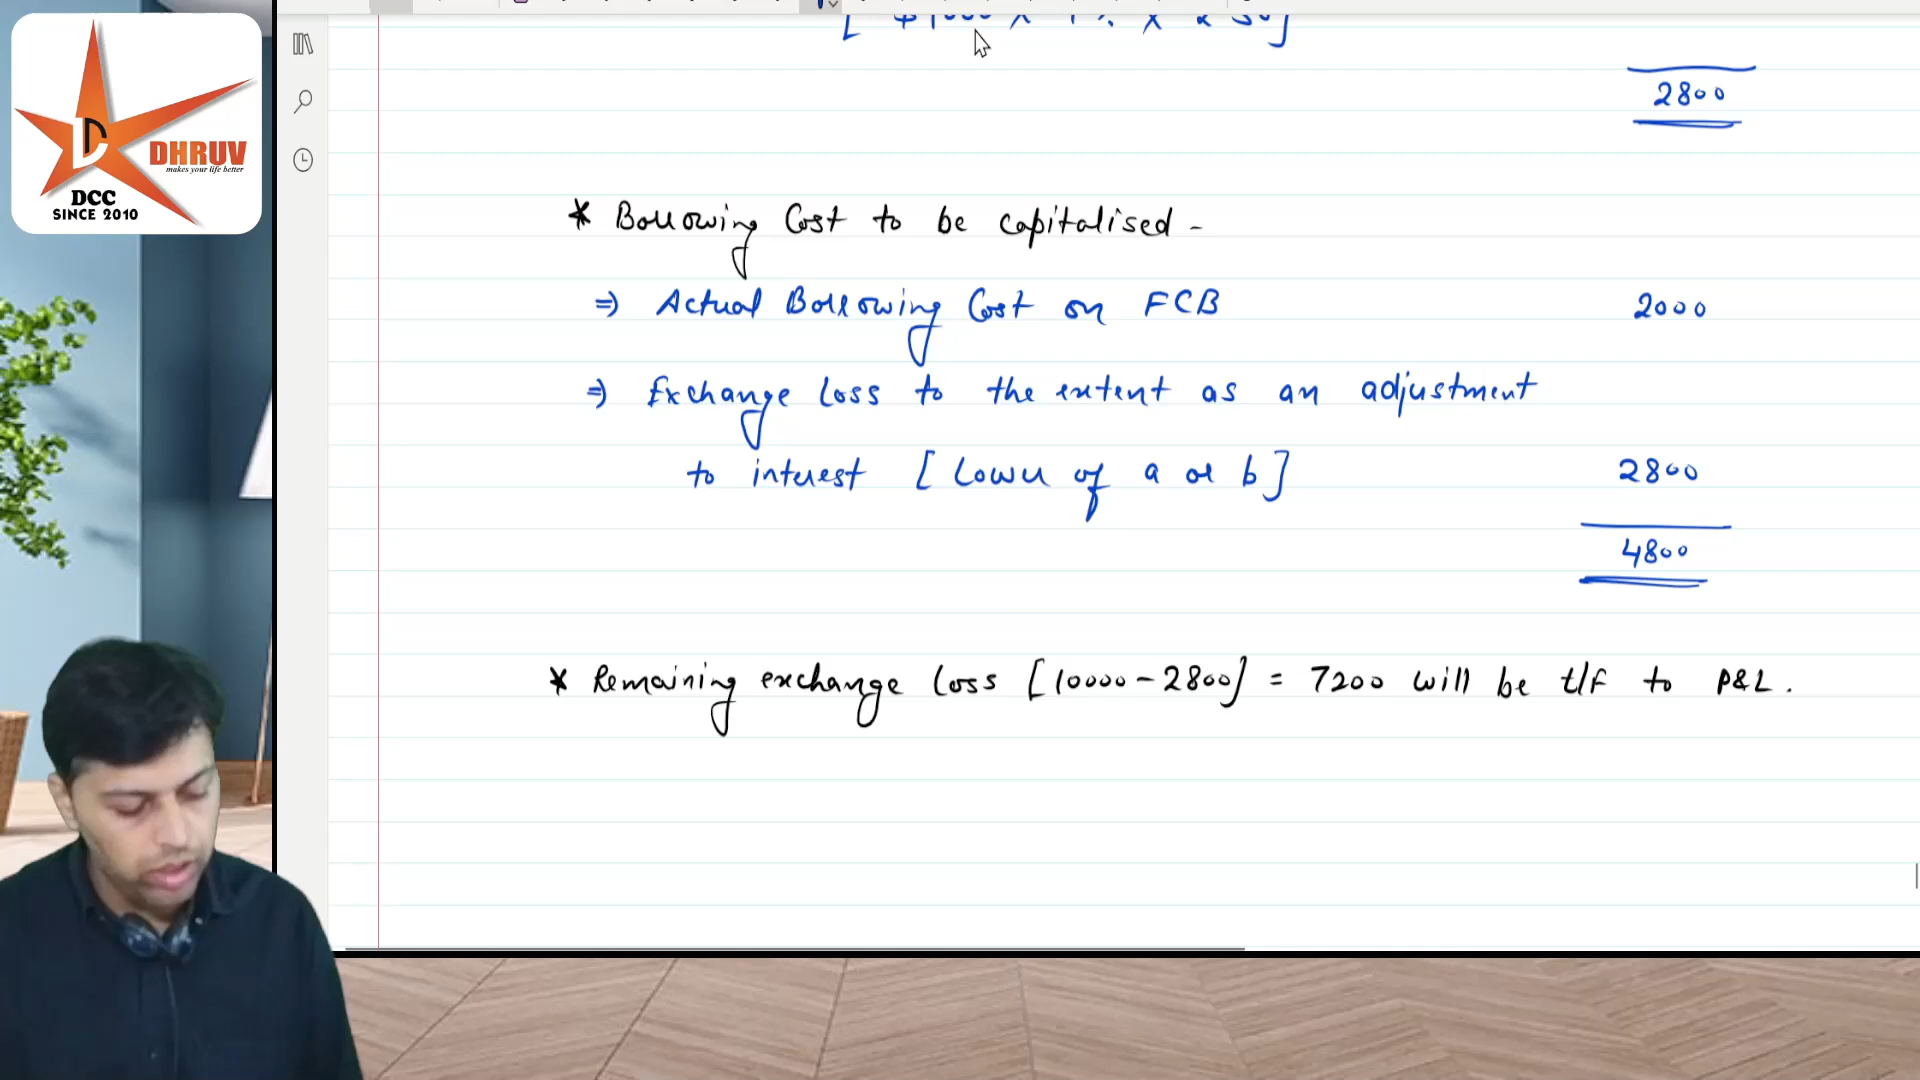 DHRUV
makes your life better
DCC
SINCE 2010
2800
* Borrowing Cost to be capitalised -
⇒ Actual Borrowing Cost on FCB 2000
⇒ Exchange Loss to the extent as an adjustment
to interest [Lower of a or b] 2800
4800
* Remaining exchange loss [10000-2800] = 7200 will be t/f to P&L.